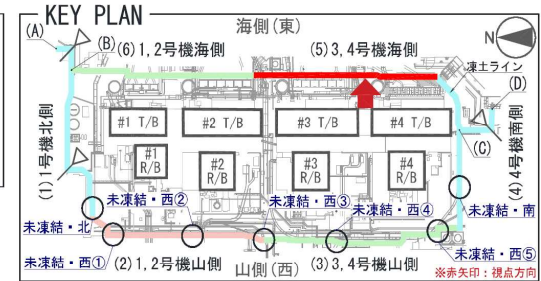 KEY PLAN
海側(東)
N
(A)
(B)
(6)1,2号機海側
(5)3,4号機海側
凍土ライン
(D)
#1 T/B
#2 T/B
#3 T/B
#4 T/B
(C)
(1)1号機北側
#1
R/B
#2
R/B
#3
R/B
#4
R/B
(4)4号機南側
未凍結・北
未凍結・西②
未凍結・西③
未凍結・西④
未凍結・南
未凍結・西①
(2)1,2号機山側
山側(西)
(3)3,4号機山側
未凍結・西⑤
※赤矢印:視点方向